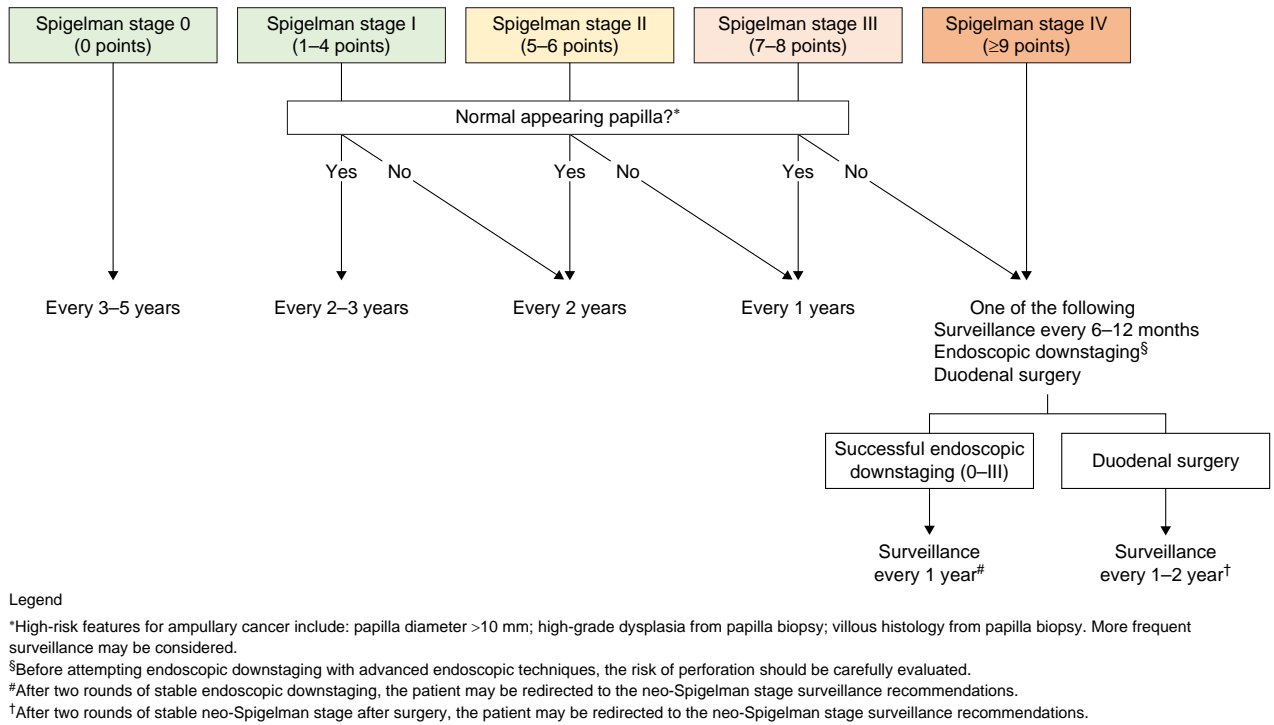 Spigelman stage 0
(0 points)
Spigelman stage I
(1–4 points)
Spigelman stage II
(5–6 points)
Spigelman stage III
(7–8 points)
Spigelman stage IV
(≥9 points)
Normal appearing papilla?*
Yes
No
Yes
No
Yes
No
Every 3–5 years
Every 2–3 years
Every 2 years
Every 1 years
One of the following
Surveillance every 6–12 months
Endoscopic downstaging§
Duodenal surgery
Successful endoscopic
downstaging (0–III)
Duodenal surgery
Surveillance
every 1 year#
Surveillance
every 1–2 year†
Legend
*High-risk features for ampullary cancer include: papilla diameter >10 mm; high-grade dysplasia from papilla biopsy; villous histology from papilla biopsy. More frequent
surveillance may be considered.
§Before attempting endoscopic downstaging with advanced endoscopic techniques, the risk of perforation should be carefully evaluated.
#After two rounds of stable endoscopic downstaging, the patient may be redirected to the neo-Spigelman stage surveillance recommendations.
†After two rounds of stable neo-Spigelman stage after surgery, the patient may be redirected to the neo-Spigelman stage surveillance recommendations.